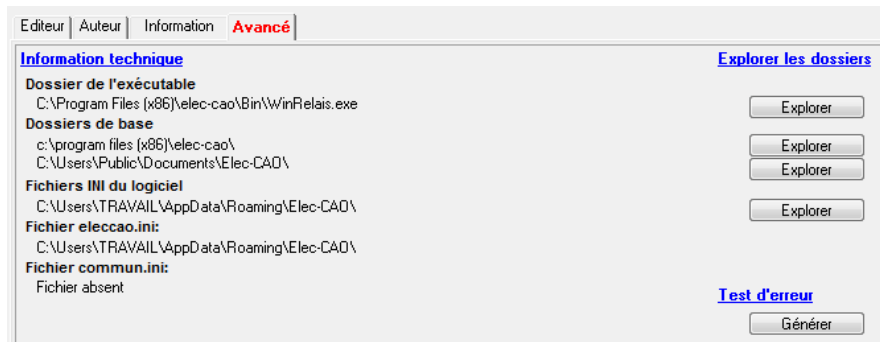 Editeur Auteur Information Avancé
Information technique Explorer les dossiers
Dossier de l'exécutable
C:\Program Files (x86)\elec-cao\Bin\WinRelais.exe Explorer
Dossiers de base
c:\program files (x86)\elec-cao\ Explorer
C:\Users\Public\Documents\Elec-CAO\ Explorer
Fichiers INI du logiciel
C:\Users\TRAVAIL\AppData\Roaming\Elec-CAO\ Explorer
Fichier eleccao.ini:
C:\Users\TRAVAIL\AppData\Roaming\Elec-CAO\
Fichier commun.ini:
Fichier absent
Test d'erreur
Générer